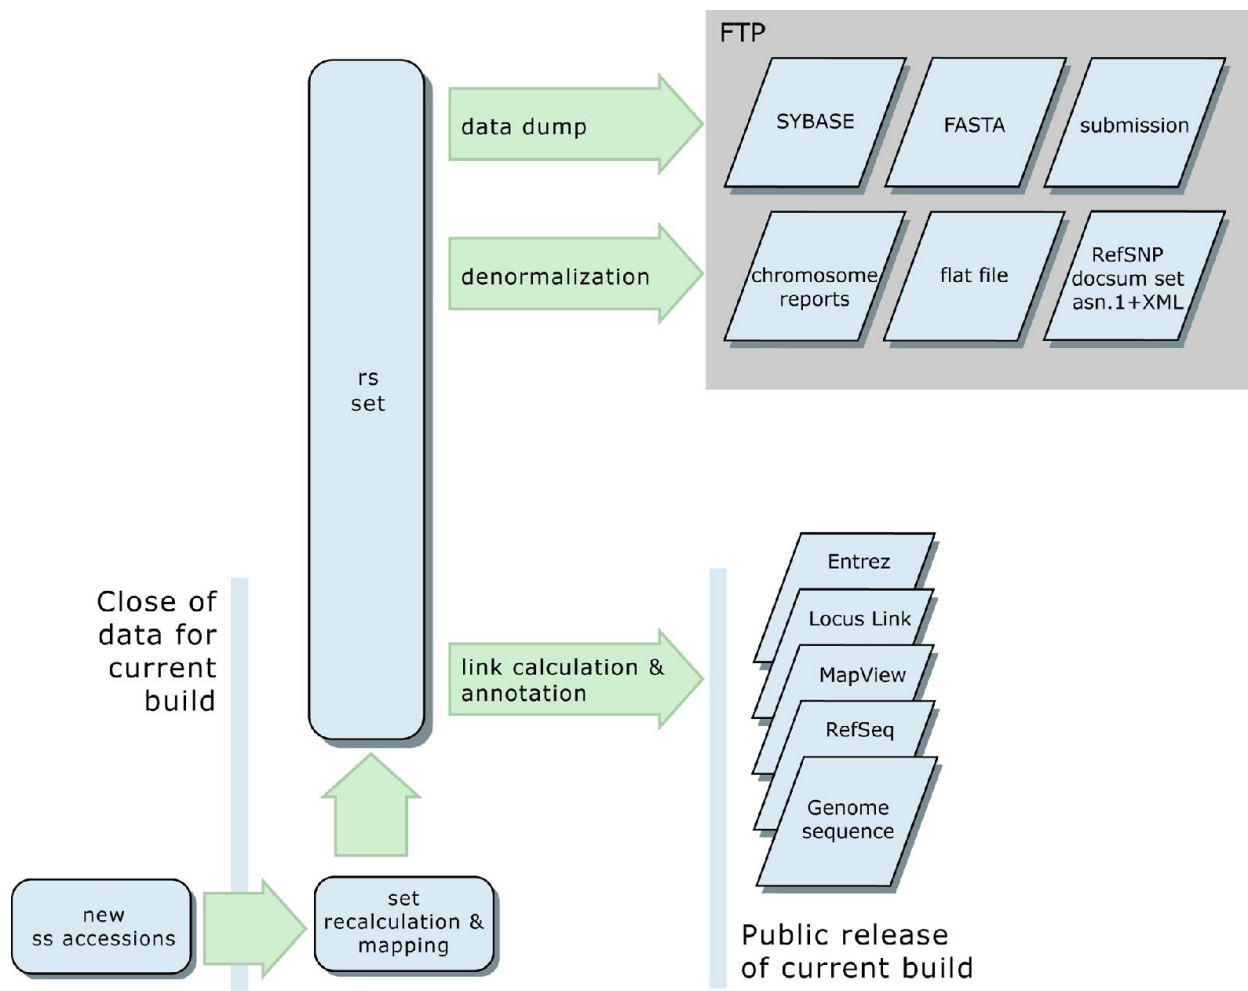 FTP
data dump
SYBASE
FASTA
submission
denormalization
chromosome
reports
flat file
RefSNP
docsum set
asn.1+XML
rs
set
Close of
data for
current
build
link calculation &
annotation
Entrez
Locus Link
MapView
RefSeq
Genome
sequence
new
ss accessions
set
recalculation &
mapping
Public release
of current build